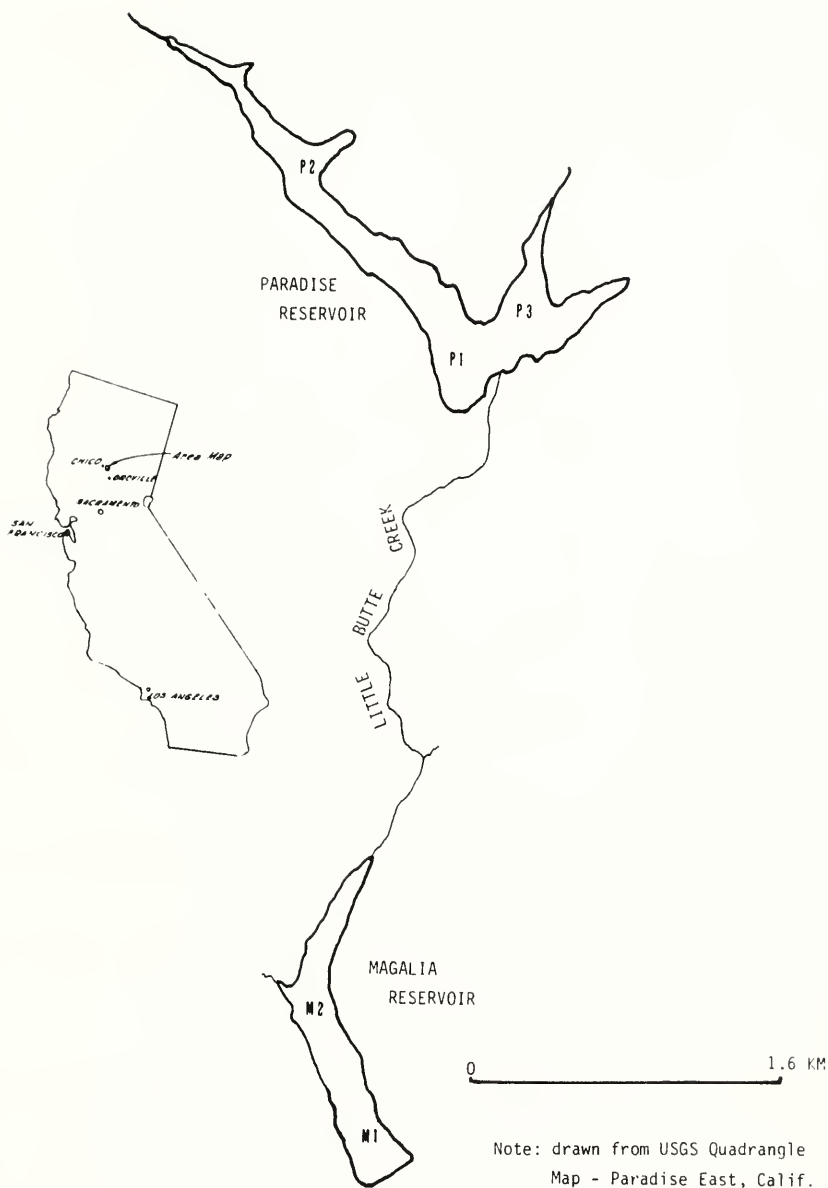 P2
PARADISE
RESERVOIR
P3
P1
CHICO
Area Map
OROVILLE
SACRAMENTO
SAN
FRANCISCO
LOS ANGELES
LITTLE BUTTE CREEK
MAGALIA
RESERVOIR
M2
M1
0 1.6 KM
Note: drawn from USGS Quadrangle
Map - Paradise East, Calif.